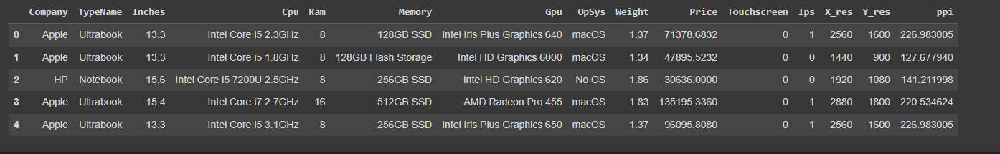 Company TypeName Inches Cpu Ram Memory Gpu OpSys Weight Price Touchscreen Ips X_res Y_res ppi
0 Apple Ultrabook 13.3 Intel Core i5 2.3GHz 8 128GB SSD Intel Iris Plus Graphics 640 macOS 1.37 71378.6832 0 1 2560 1600 226.983005
1 Apple Ultrabook 13.3 Intel Core i5 1.8GHz 8 128GB Flash Storage Intel HD Graphics 6000 macOS 1.34 47895.5232 0 0 1440 900 127.677940
2 HP Notebook 15.6 Intel Core i5 7200U 2.5GHz 8 256GB SSD Intel HD Graphics 620 No OS 1.86 30636.0000 0 0 1920 1080 141.211998
3 Apple Ultrabook 15.4 Intel Core i7 2.7GHz 16 512GB SSD AMD Radeon Pro 455 macOS 1.83 135195.3360 0 1 2880 1800 220.534624
4 Apple Ultrabook 13.3 Intel Core i5 3.1GHz 8 256GB SSD Intel Iris Plus Graphics 650 macOS 1.37 96095.8080 0 1 2560 1600 226.983005